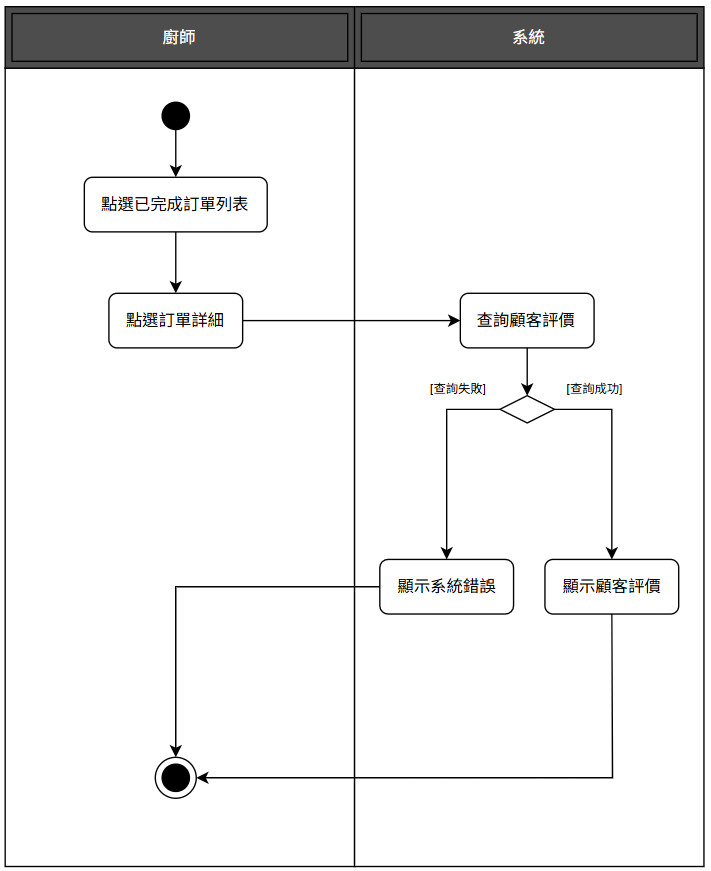 廚師
系統
點選已完成訂單列表
點選訂單詳細
查詢顧客評價
[查詢失敗]
[查詢成功]
顯示系統錯誤
顯示顧客評價